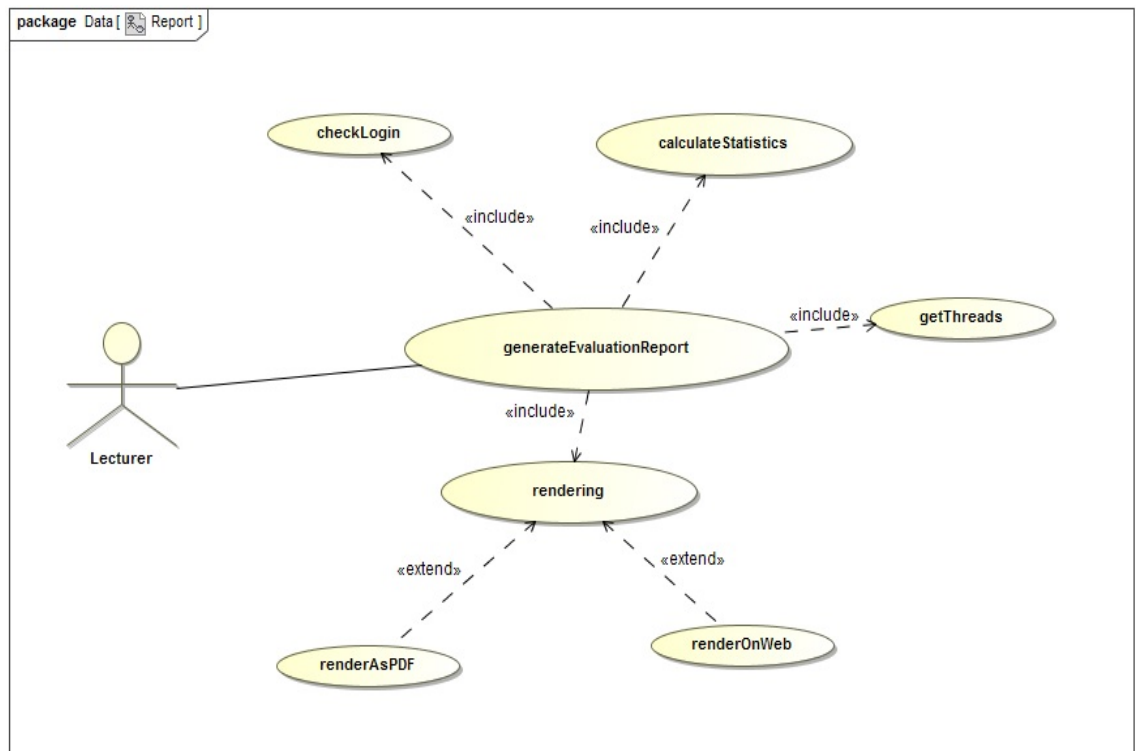 package Data [ Report ]
checkLogin
calculateStatistics
«include»
«include»
«include»
getThreads
generateEvaluationReport
«include»
Lecturer
rendering
«extend»
«extend»
renderAsPDF
renderOnWeb